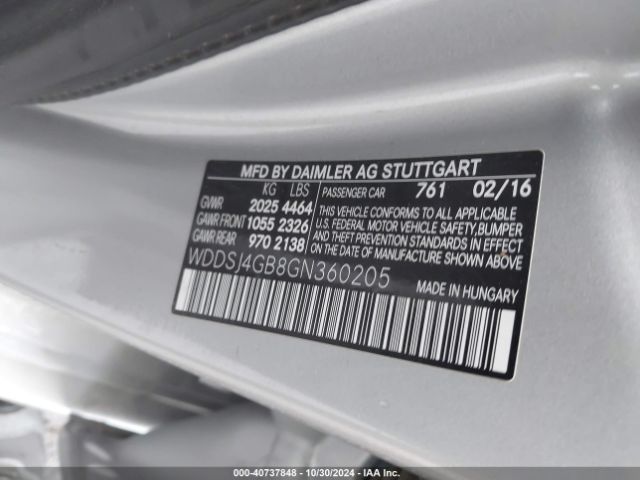 MFD BY DAIMLER AG STUTTGART
KG LBS
GVWR 2025 4464
GAWR FRONT 1055 2326
GAWR REAR 970 2138
PASSENGER CAR 761 02/16
THIS VEHICLE CONFORMS TO ALL APPLICABLE
U.S. FEDERAL MOTOR VEHICLE SAFETY, BUMPER
AND THEFT PREVENTION STANDARDS IN EFFECT
ON THE DATE OF MANUFACTURE SHOWN ABOVE
WDDSJ4GB8GN360205
MADE IN HUNGARY
000-40737848 - 10/30/2024 - IAA Inc.